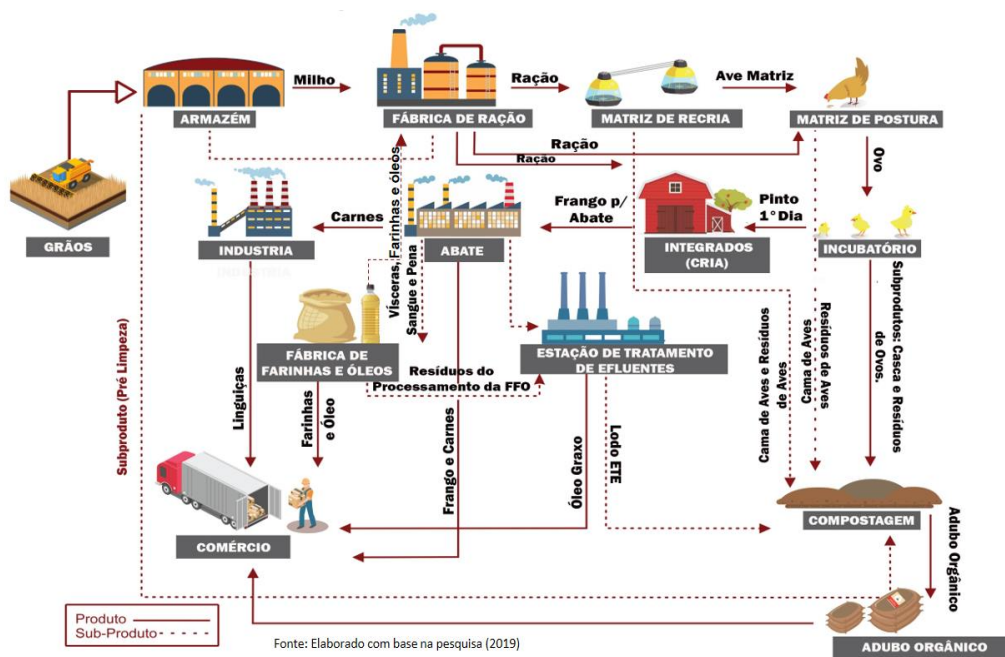 Milho
Ração
Ave Matriz
ARMAZÉM
FÁBRICA DE RAÇÃO
MATRIZ DE RECRIA
MATRIZ DE POSTURA
Ração
Ração
Ovo
GRÃOS
Carnes
Frango p/
Abate
Pinto
1°Dia
INDUSTRIA
ABATE
INTEGRADOS
(CRIA)
INCUBATÓRIO
Vísceras, Farinhas e óleos
Sangue e Pena
FÁBRICA DE
FARINHAS E ÓLEOS
ESTAÇÃO DE TRATAMENTO
DE EFLUENTES
Resíduos do
Processamento da FFO
Subproduto (Pré Limpeza)
Linguiças
Farinhas
e Óleo
Frango e Carnes
Óleo Graxo
Lodo ETE
Cama de Aves e Resíduos
de Aves
Cama de Aves
Resíduos de Aves
Subprodutos: Casca e Resíduos
de Ovos.
COMÉRCIO
COMPOSTAGEM
Adubo Orgânico
ADUBO ORGÂNICO
Produto
Sub-Produto
Fonte: Elaborado com base na pesquisa (2019)